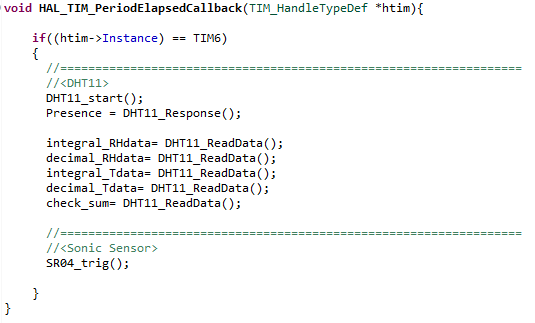 void HAL_TIM_PeriodElapsedCallback(TIM_HandleTypeDef *htim){
if((htim->Instance) == TIM6)
{
//================================================================
//<DHT11>
DHT11_start();
Presence = DHT11_Response();
integral_RHdata= DHT11_ReadData();
decimal_RHdata= DHT11_ReadData();
integral_Tdata= DHT11_ReadData();
decimal_Tdata= DHT11_ReadData();
check_sum= DHT11_ReadData();
//================================================================
//<Sonic Sensor>
SR04_trig();
}
}